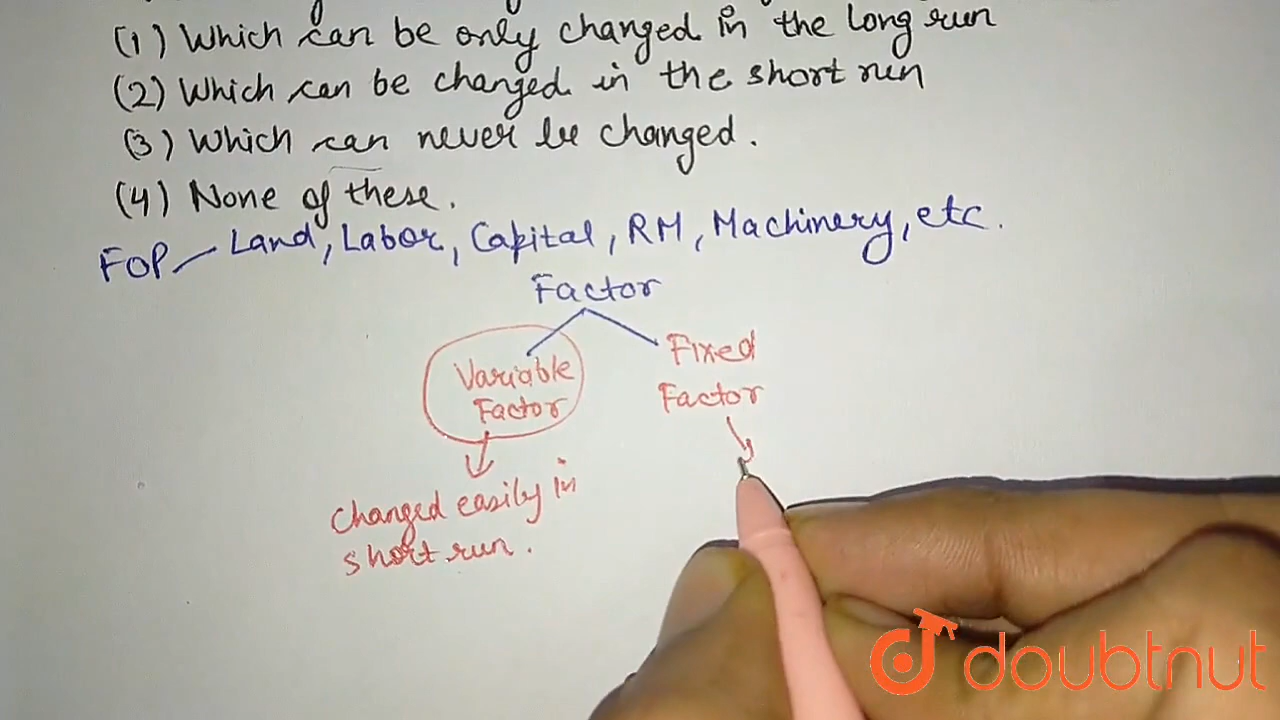 (1) Which can be only changed in the long run
(2) Which can be changed in the short run
(3) Which can never be changed.
(4) None of these.
FOP - Land, Labor, Capital, RM, Machinery, etc.
Factor
Variable
Factor
Fixed
Factor
Changed easily in
short run.
doubtnut